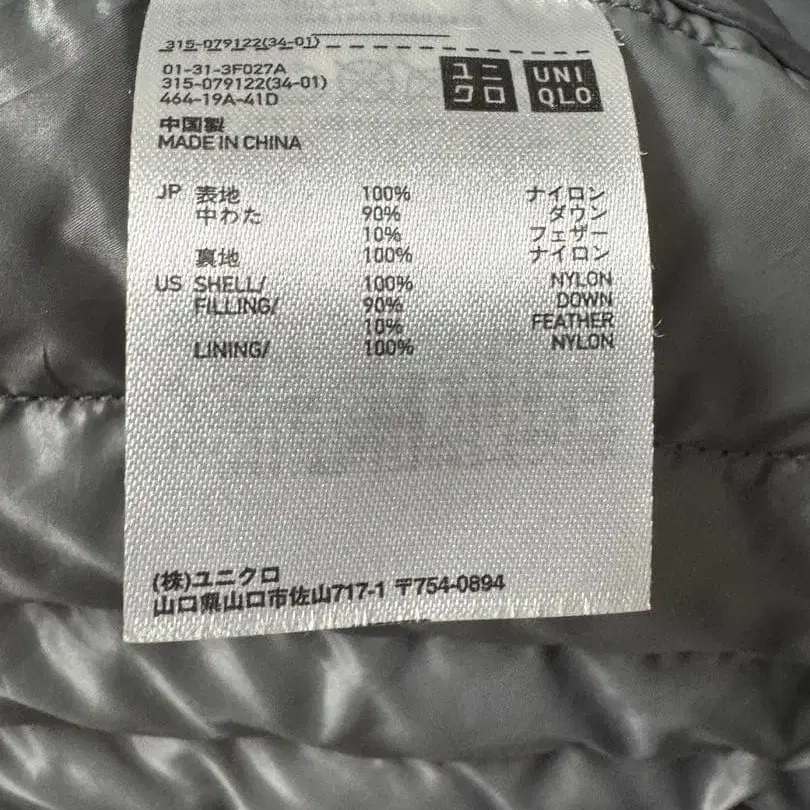 315-079122(34-01)
01-31-3F027A
315-079122(34-01)
464-19A-41D
ユニクロ
UNIQLO
中国製
MADE IN CHINA
JP 表地 100% ナイロン
中わた 90% ダウン
10% フェザー
裏地 100% ナイロン
US SHELL/ 100% NYLON
FILLING/ 90% DOWN
10% FEATHER
LINING/ 100% NYLON
(株)ユニクロ
山口県山口市佐山717-1 〒754-0894